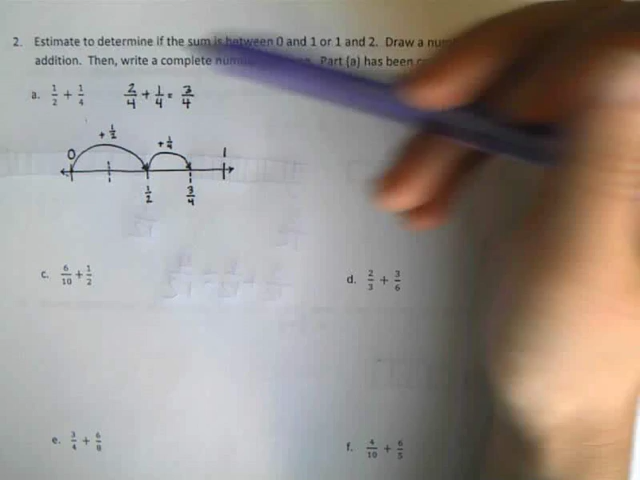 2. Estimate to determine if the sum is between 0 and 1 or 1 and 2. Draw a
addition. Then, write a complete Part (a) has been
a. 1/2 + 1/4 2/4 + 1/4 = 3/4
+ 1/2 + 1/4
0 1
1/2 3/4
c. 6/10 + 1/2 d. 2/3 + 3/6
e. 3/4 + 6/8 f. 4/10 + 6/5